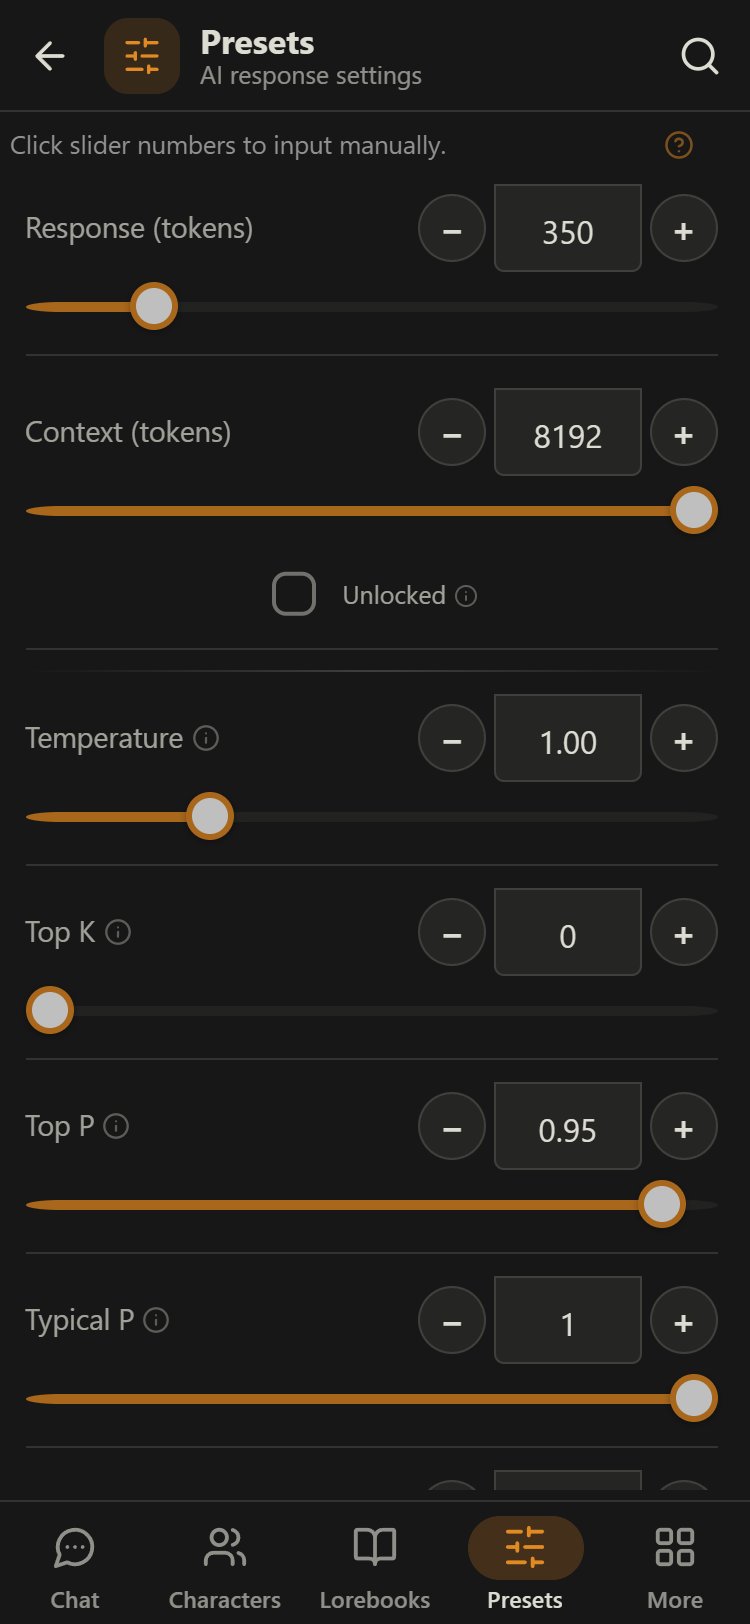 Presets
AI response settings
Click slider numbers to input manually.
Response (tokens)
350
Context (tokens)
8192
Unlocked
Temperature
1.00
Top K
0
Top P
0.95
Typical P
1
Chat
Characters
Lorebooks
Presets
More